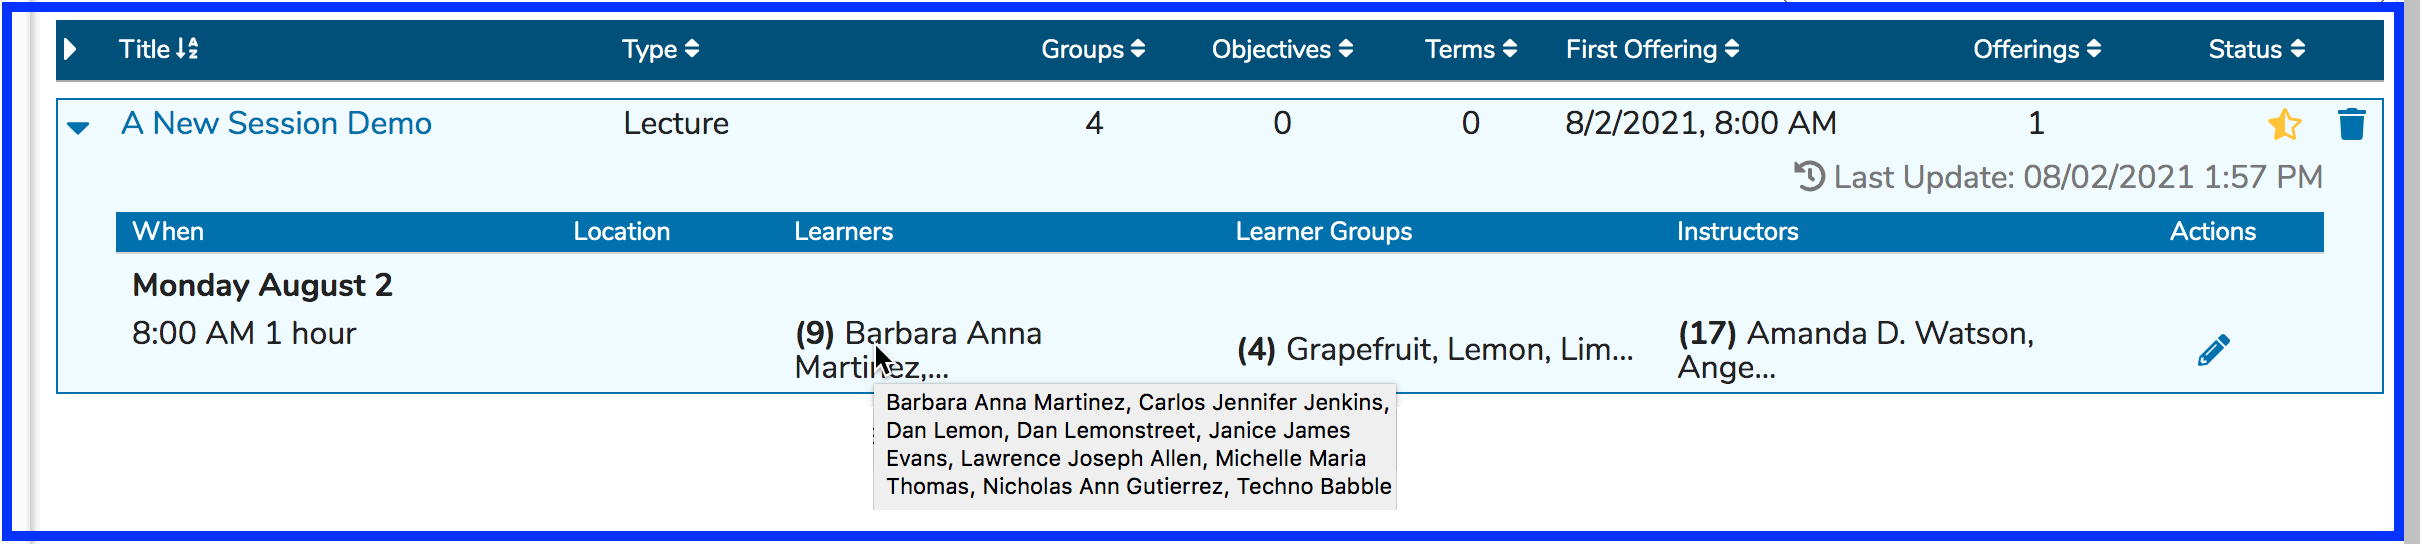 Title Type Groups Objectives Terms First Offering Offerings Status
A New Session Demo Lecture 4 0 0 8/2/2021, 8:00 AM 1
Last Update: 08/02/2021 1:57 PM
When Location Learners Learner Groups Instructors Actions
Monday August 2
8:00 AM 1 hour (9) Barbara Anna Martinez,... (4) Grapefruit, Lemon, Lim... (17) Amanda D. Watson, Ange...
Barbara Anna Martinez, Carlos Jennifer Jenkins,
Dan Lemon, Dan Lemonstreet, Janice James
Evans, Lawrence Joseph Allen, Michelle Maria
Thomas, Nicholas Ann Gutierrez, Techno Babble